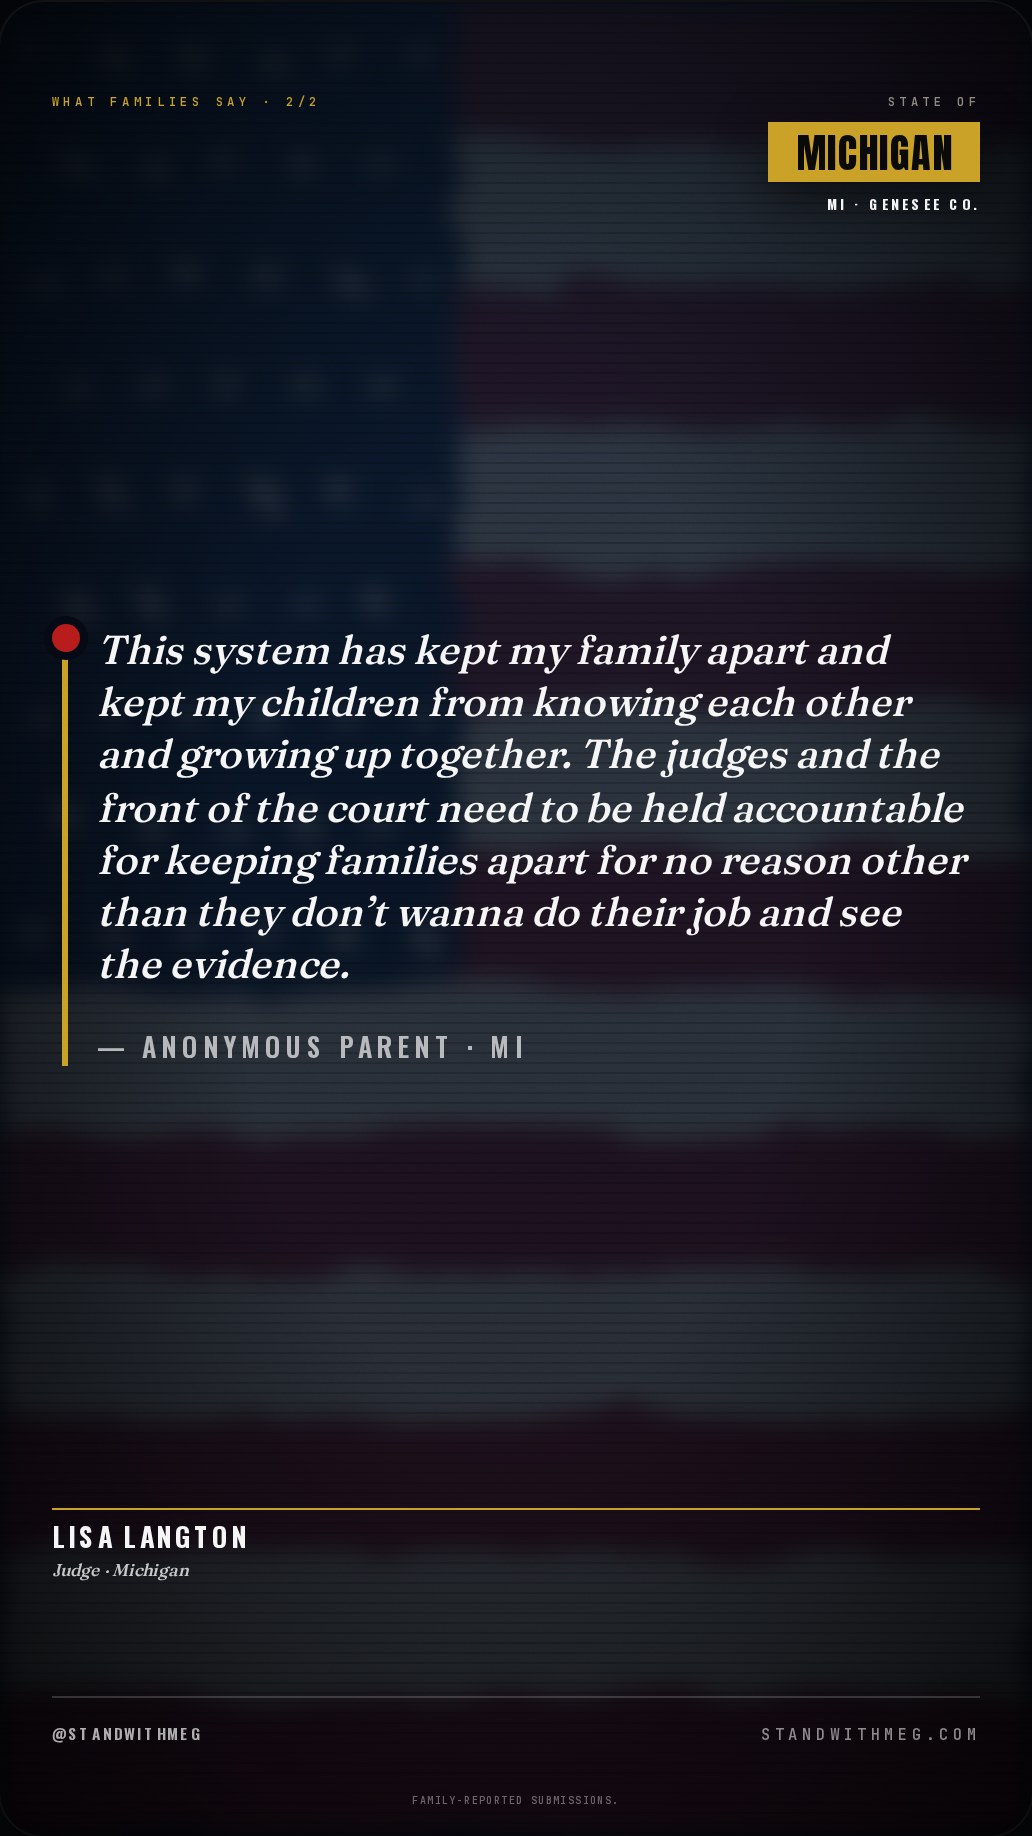 WHAT FAMILIES SAY · 2/2
STATE OF
MICHIGAN
MI · GENESEE CO.
This system has kept my family apart and
kept my children from knowing each other
and growing up together. The judges and the
front of the court need to be held accountable
for keeping families apart for no reason other
than they don’t wanna do their job and see
the evidence.
— ANONYMOUS PARENT · MI
LISA LANGTON
Judge · Michigan
@STANDWITHMEG
STANDWITHMEG.COM
FAMILY-REPORTED SUBMISSIONS.